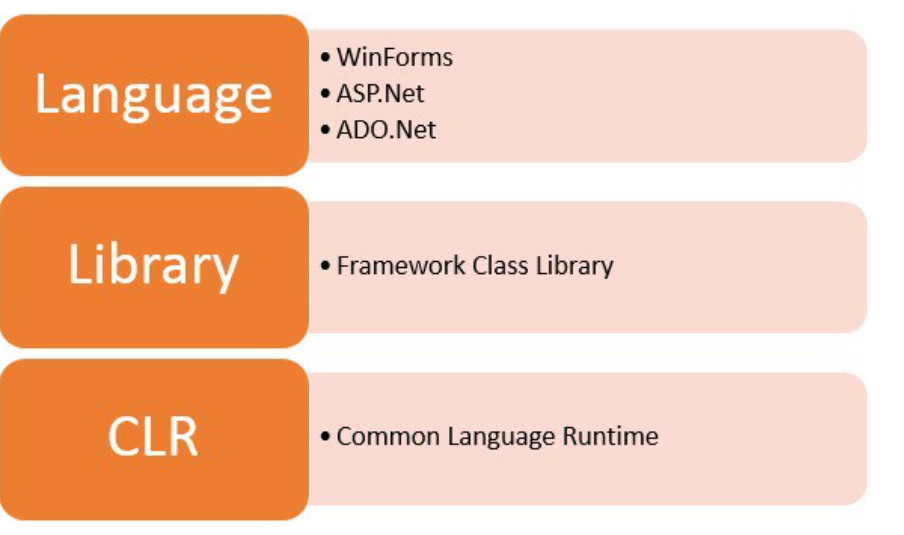 Language
• WinForms
• ASP.Net
• ADO.Net
Library
• Framework Class Library
CLR
• Common Language Runtime